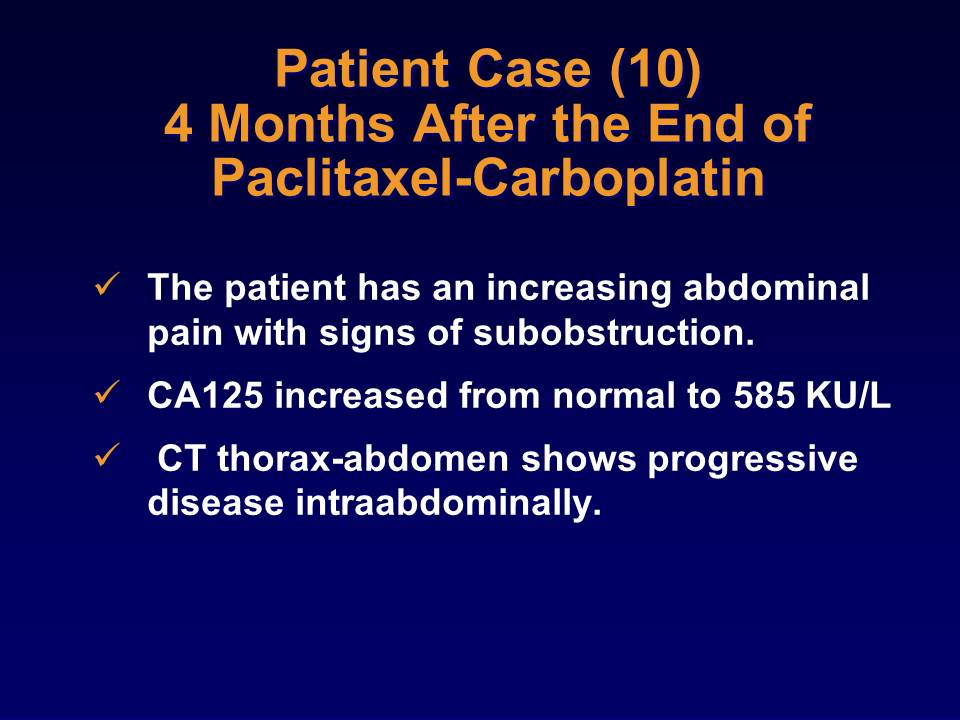 Patient Case (10)
4 Months After the End of
Paclitaxel-Carboplatin
✓ The patient has an increasing abdominal
pain with signs of subobstruction.
✓ CA125 increased from normal to 585 KU/L
✓ CT thorax-abdomen shows progressive
disease intraabdominally.